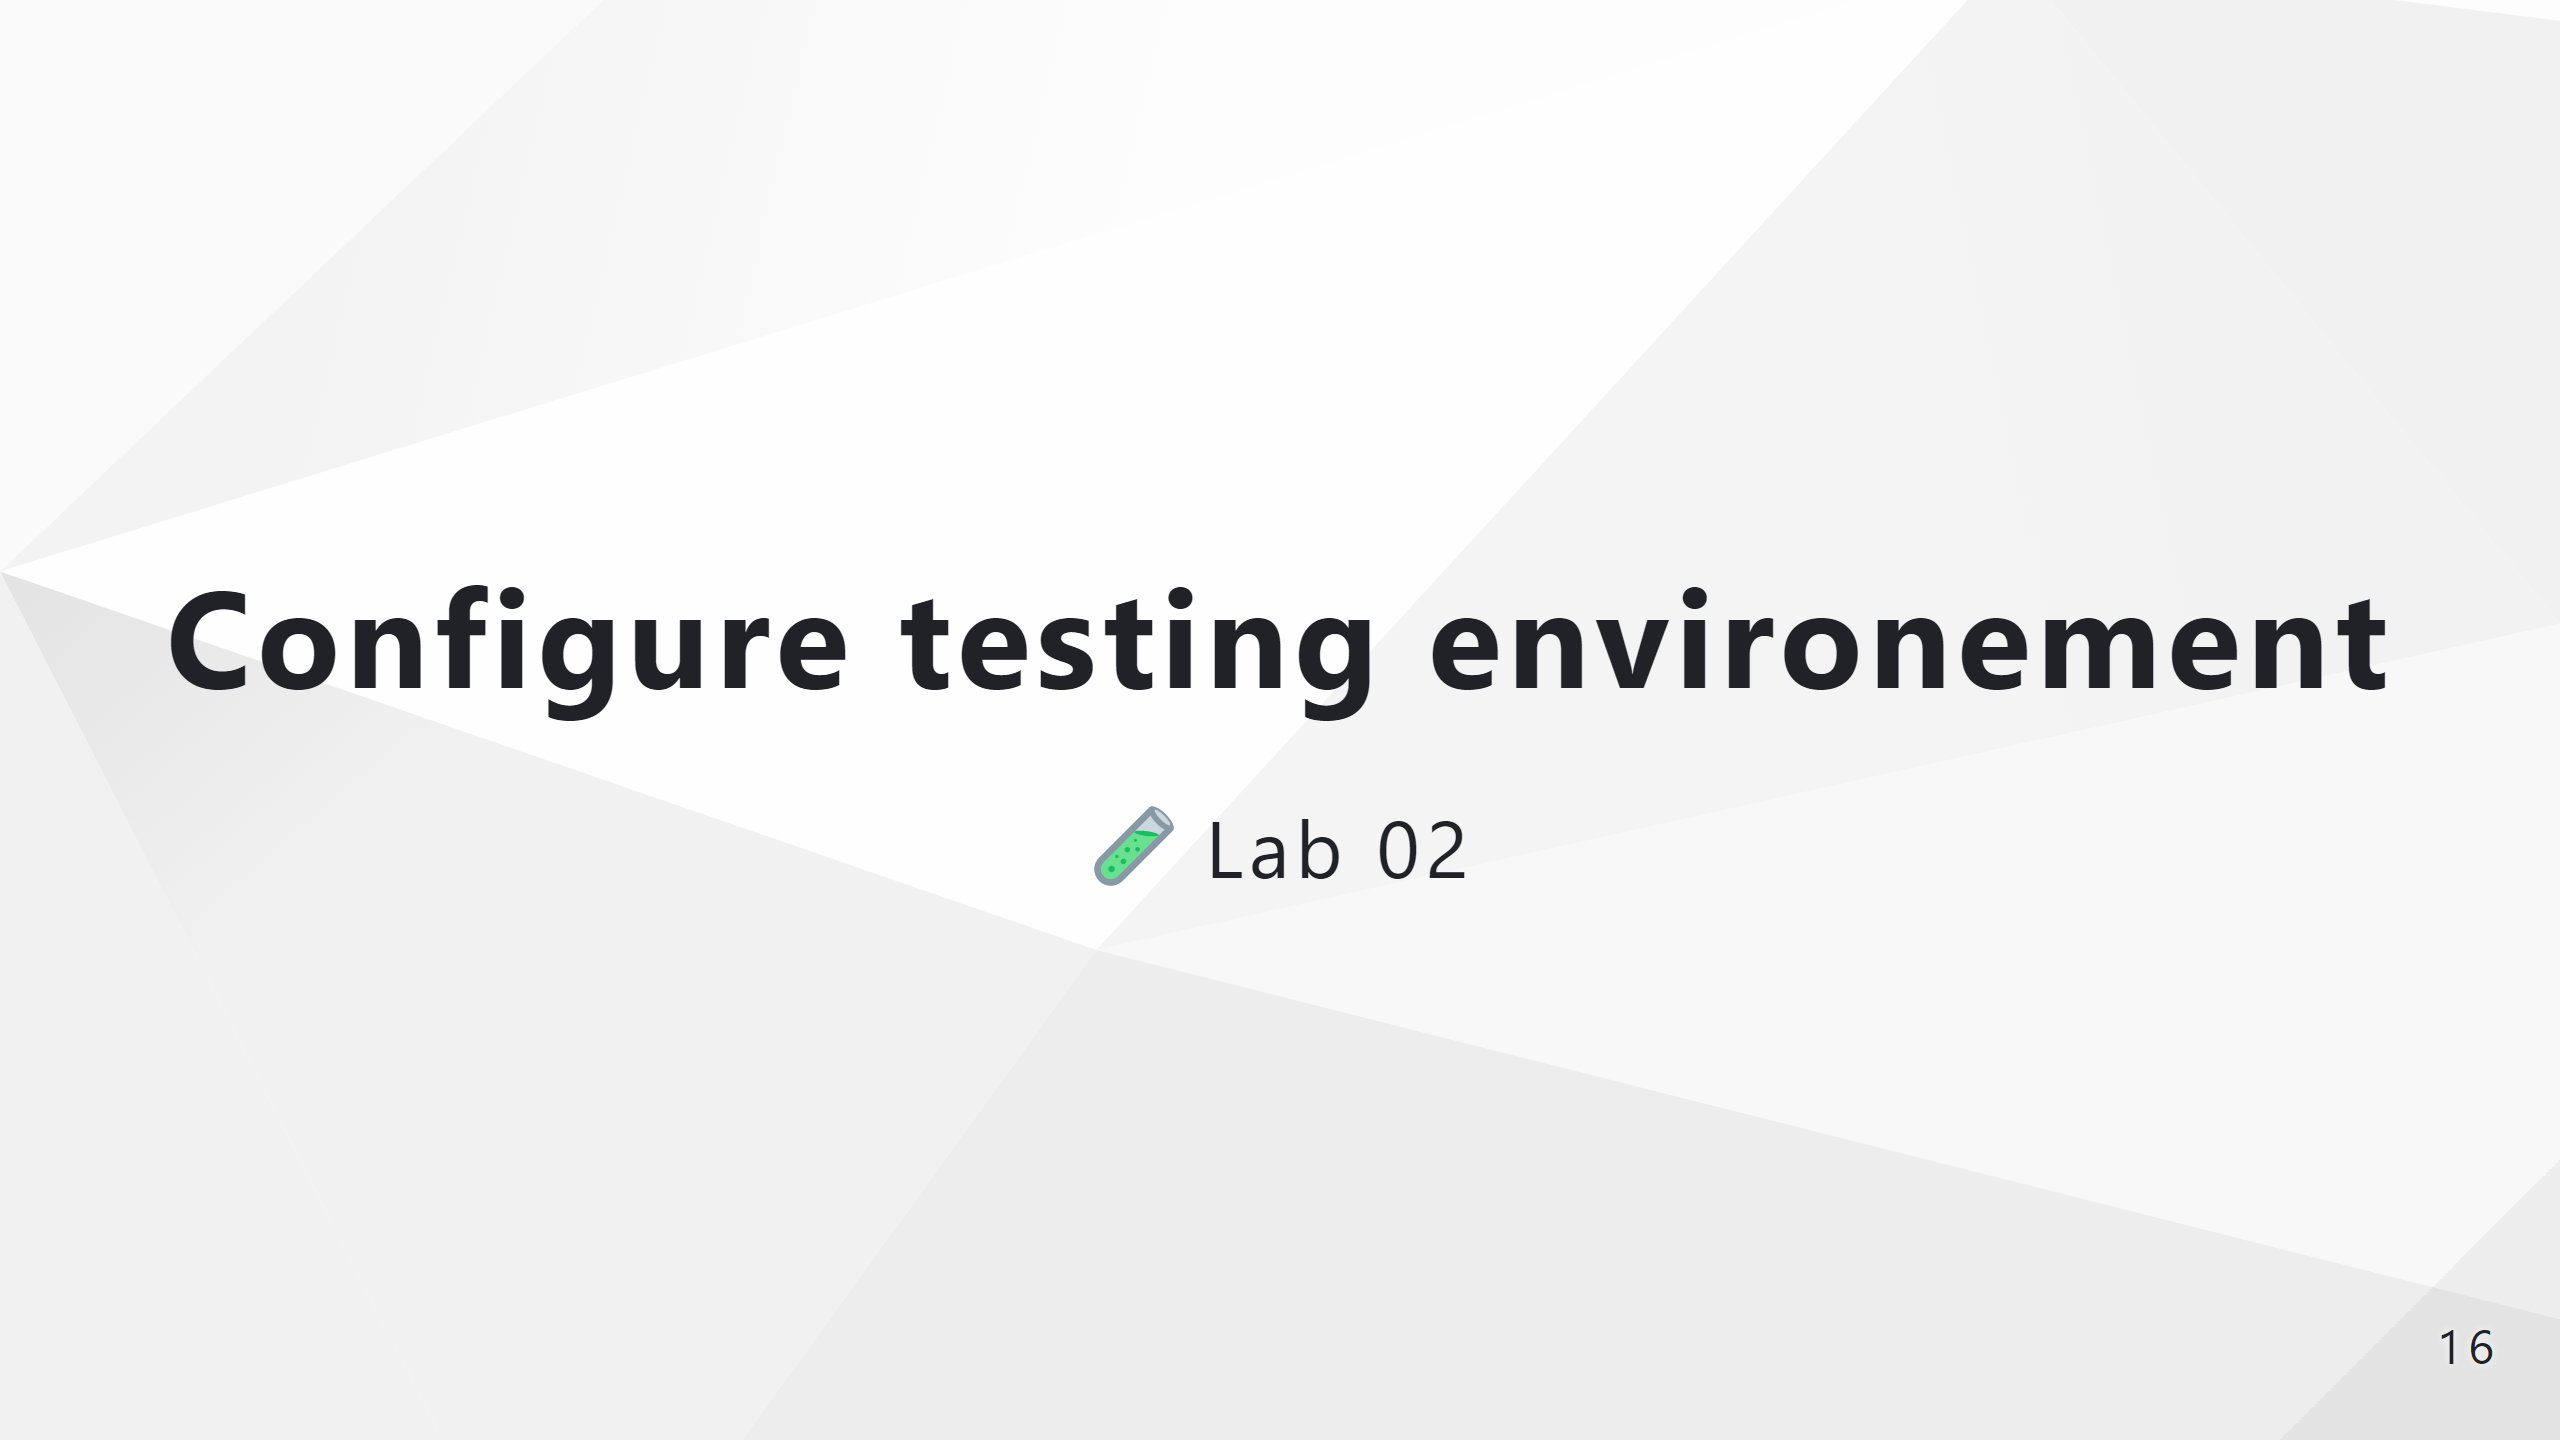 Configure testing environement
🧪 Lab 02
16